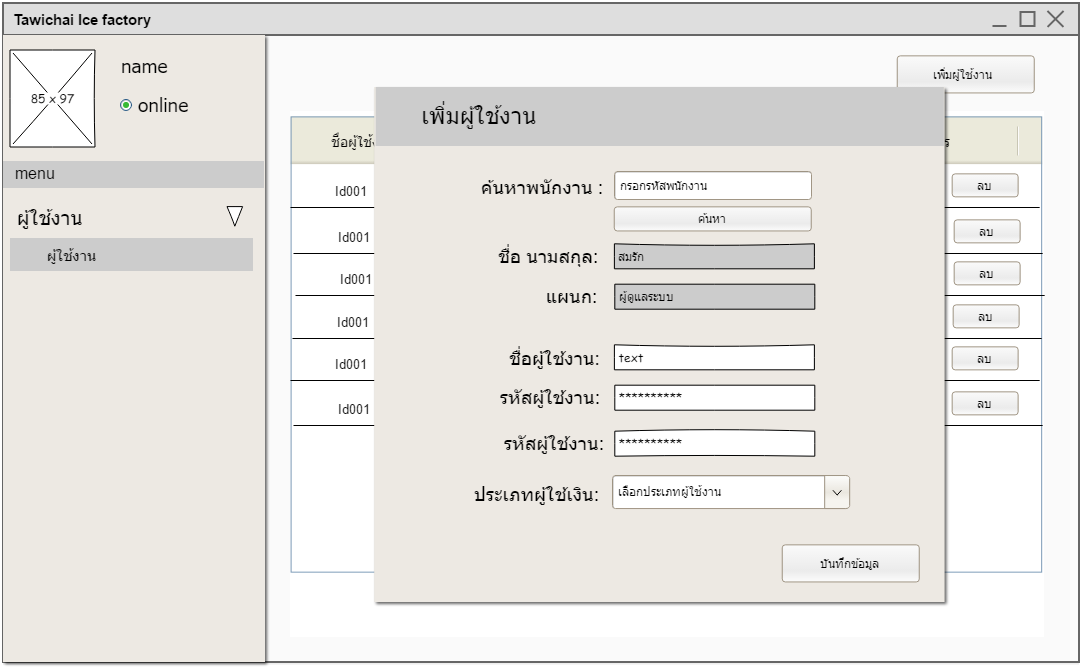 Tawichai Ice factory
85 x 97
name
online
menu
ผู้ใช้งาน
ผู้ใช้งาน
เพิ่มผู้ใช้งาน
ชื่อผู้ใช้
Id001 ลบ
Id001 ลบ
Id001 ลบ
Id001 ลบ
Id001 ลบ
Id001 ลบ
เพิ่มผู้ใช้งาน
ค้นหาพนักงาน : กรอกรหัสพนักงาน
ค้นหา
ชื่อ นามสกุล: สมรัก
แผนก: ผู้ดูแลระบบ
ชื่อผู้ใช้งาน: text
รหัสผู้ใช้งาน: **********
รหัสผู้ใช้งาน: **********
ประเภทผู้ใช้เงิน: เลือกประเภทผู้ใช้งาน
บันทึกข้อมูล